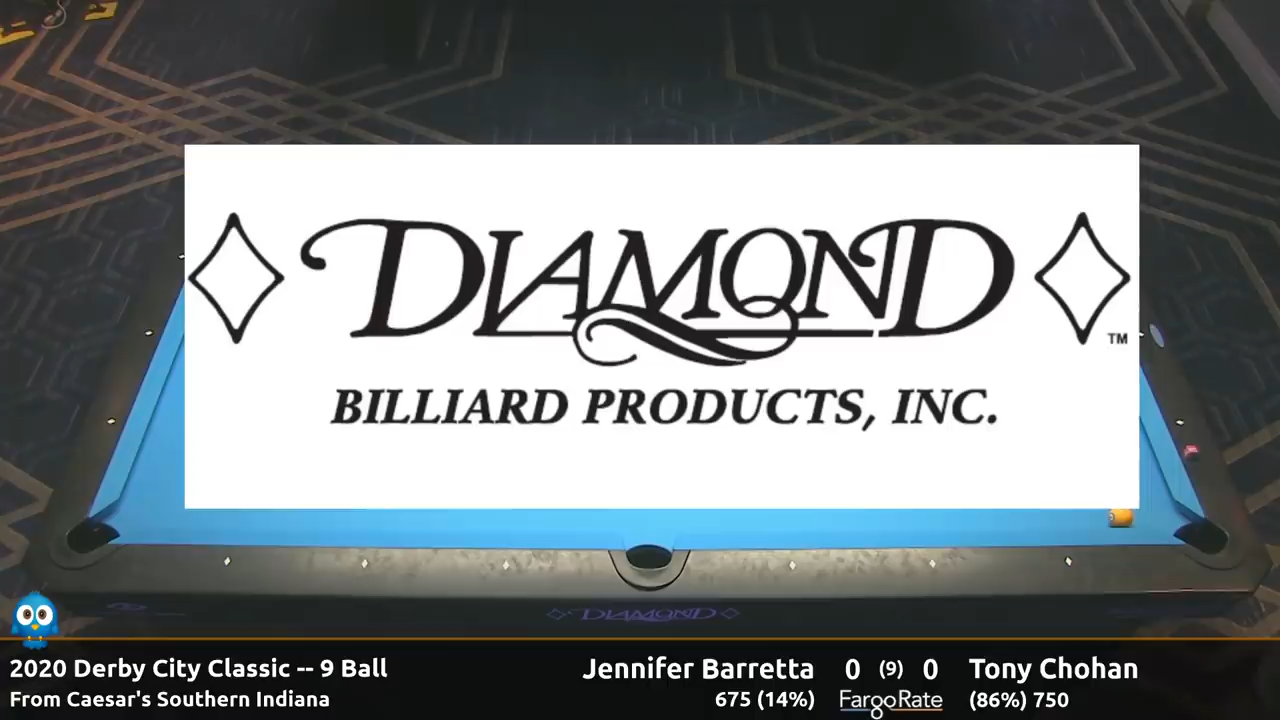 DIAMOND
TM
BILLIARD PRODUCTS, INC.
DIAMOND
2020 Derby City Classic -- 9 Ball
From Caesar's Southern Indiana
Jennifer Barretta 0 (9) 0 Tony Chohan
675 (14%) FargoRate (86%) 750